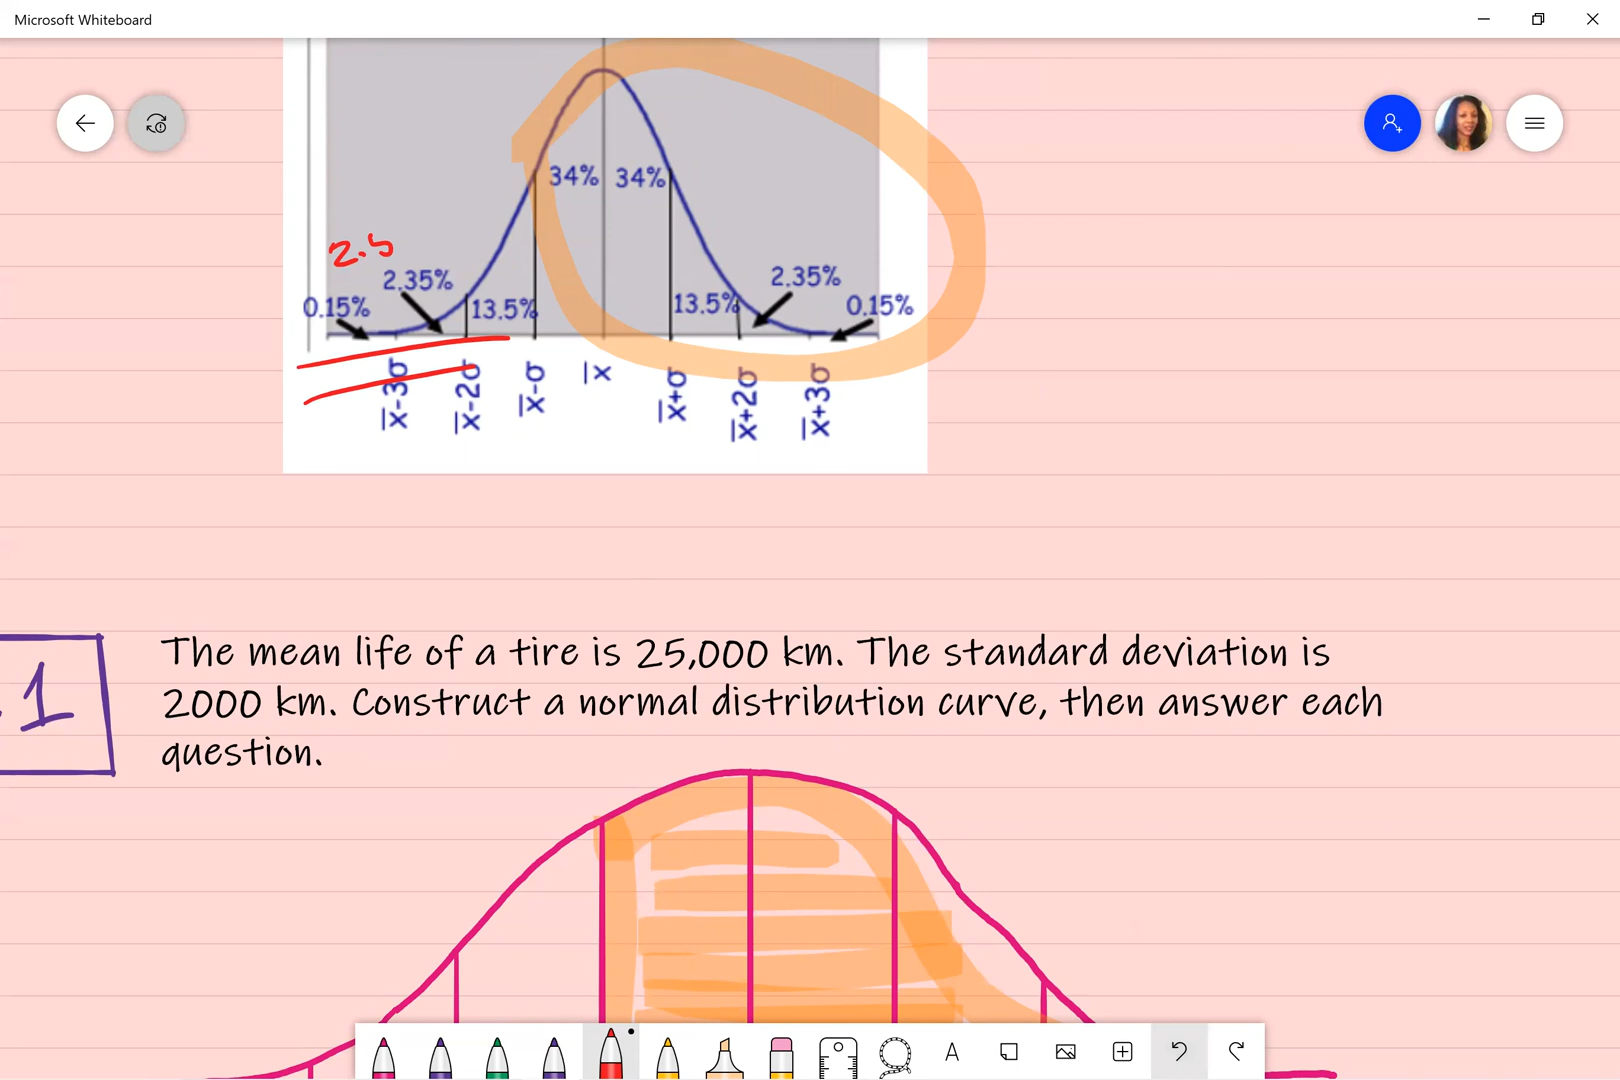 Microsoft Whiteboard
34% 34%
2.5
2.35% 2.35%
0.15% 13.5% 13.5% 0.15%
x̅-3σ x̅-2σ x̅-σ x̅ x̅+σ x̅+2σ x̅+3σ
.1
The mean life of a tire is 25,000 km. The standard deviation is
2000 km. Construct a normal distribution curve, then answer each
question.
A